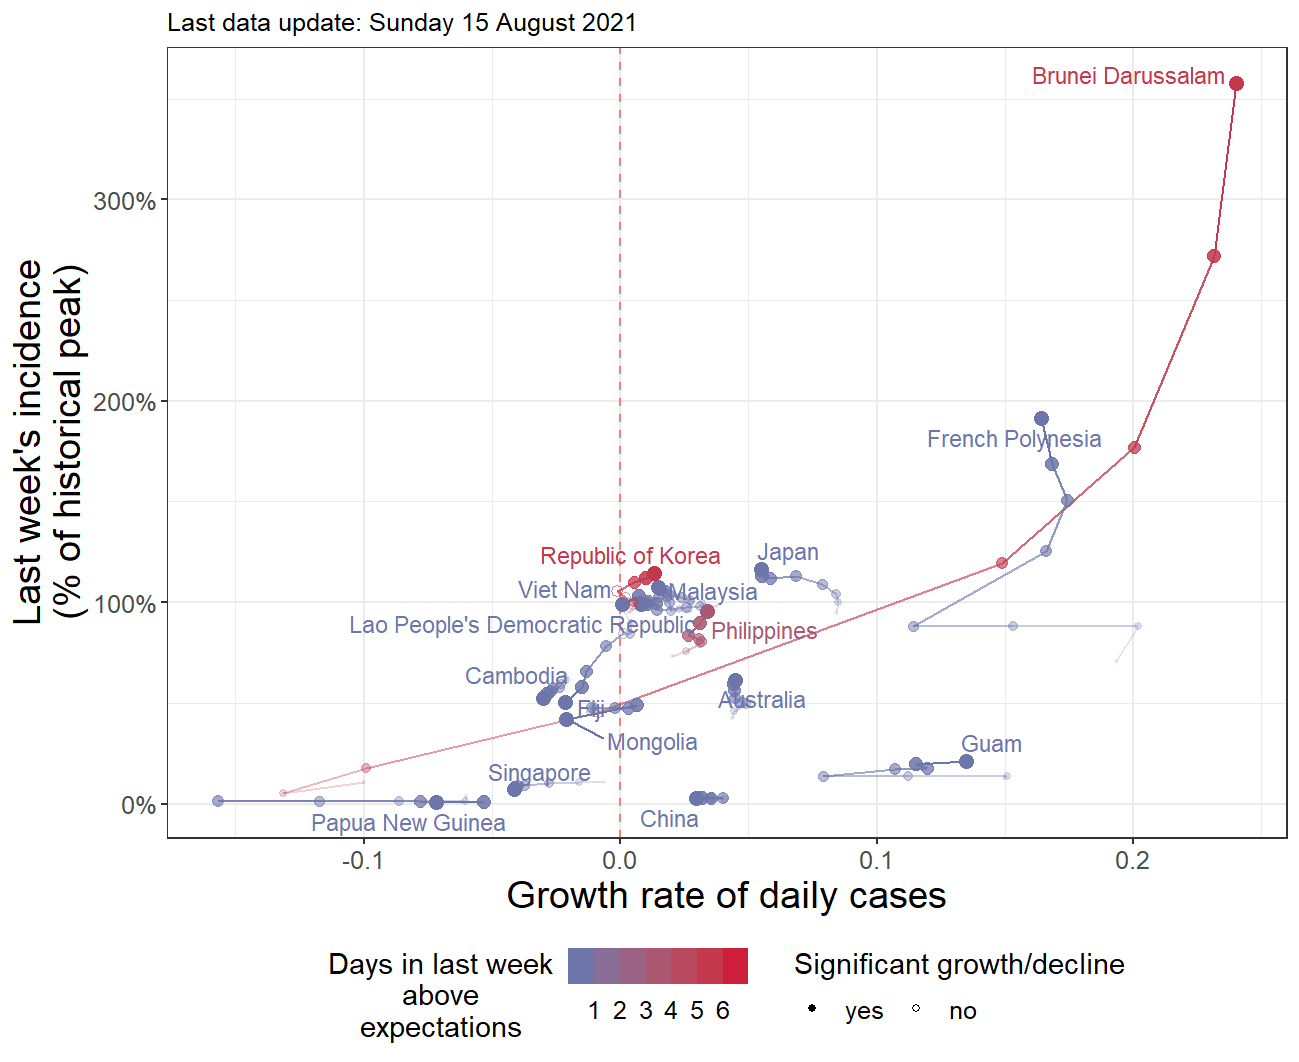 Last data update: Sunday 15 August 2021
Last week's incidence
(% of historical peak)
300%
200%
100%
0%
Brunei Darussalam
French Polynesia
Japan
Republic of Korea
Viet Nam
Malaysia
Lao People's Democratic Republic
Philippines
Cambodia
Fiji
Australia
Mongolia
Guam
Singapore
Papua New Guinea
China
-0.1
0.0
0.1
0.2
Growth rate of daily cases
Days in last week
above
expectations
1 2 3 4 5 6
Significant growth/decline
yes
no